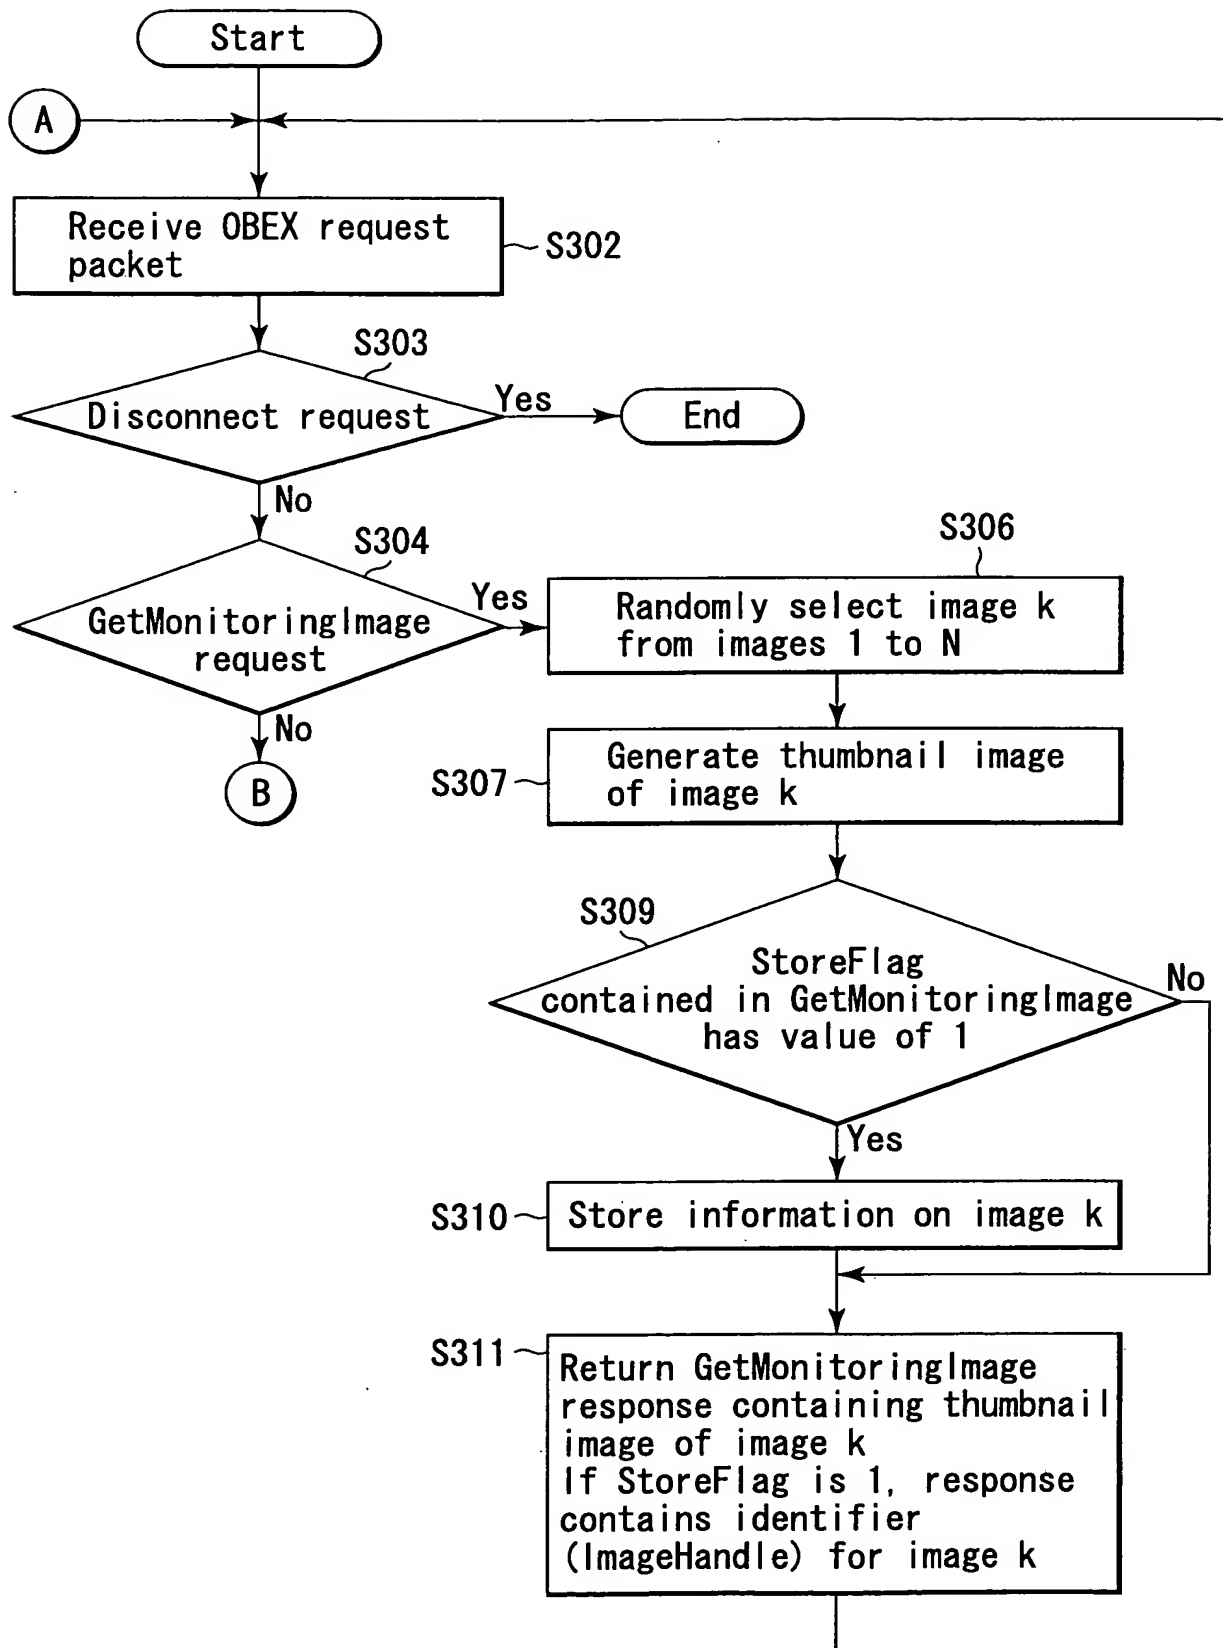 Start
A
Receive OBEX request
packet
S302
S303
Disconnect request
Yes
End
No
S304
GetMonitoringImage
request
Yes
No
B
S306
Randomly select image k
from images 1 to N
S307
Generate thumbnail image
of image k
S309
StoreFlag
contained in GetMonitoringImage
has value of 1
No
Yes
S310
Store information on image k
S311
Return GetMonitoringImage
response containing thumbnail
image of image k
If StoreFlag is 1, response
contains identifier
(ImageHandle) for image k